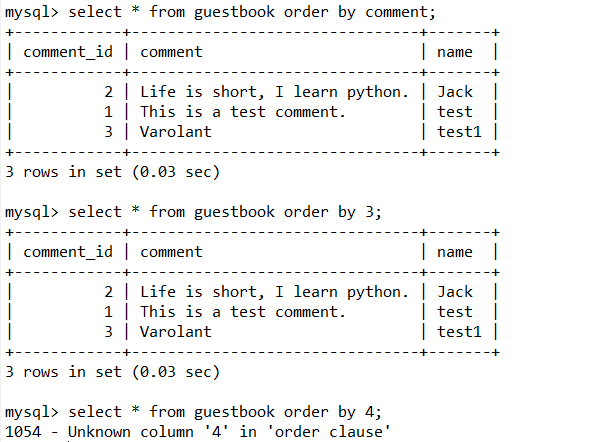 mysql> select * from guestbook order by comment;
+------------+-------------------------------+-------+
| comment_id | comment                       | name  |
+------------+-------------------------------+-------+
|          2 | Life is short, I learn python. | Jack  |
|          1 | This is a test comment.       | test  |
|          3 | Varolant                      | test1 |
+------------+-------------------------------+-------+
3 rows in set (0.03 sec)

mysql> select * from guestbook order by 3;
+------------+-------------------------------+-------+
| comment_id | comment                       | name  |
+------------+-------------------------------+-------+
|          2 | Life is short, I learn python. | Jack  |
|          1 | This is a test comment.       | test  |
|          3 | Varolant                      | test1 |
+------------+-------------------------------+-------+
3 rows in set (0.03 sec)

mysql> select * from guestbook order by 4;
1054 - Unknown column '4' in 'order clause'